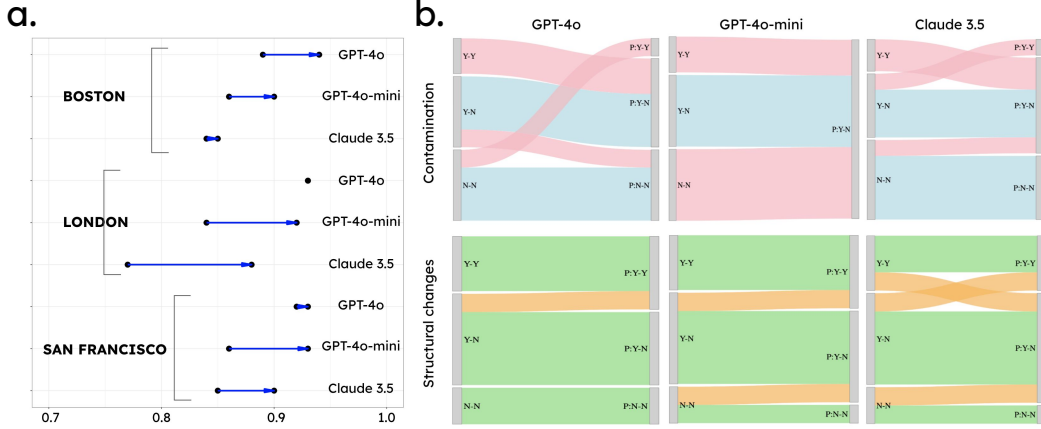 a.
BOSTON
GPT-4o
GPT-4o-mini
Claude 3.5
LONDON
GPT-4o
GPT-4o-mini
Claude 3.5
SAN FRANCISCO
GPT-4o
GPT-4o-mini
Claude 3.5
0.7 0.8 0.9 1.0
b.
GPT-4o GPT-4o-mini Claude 3.5
Contamination
Y-Y
Y-N
N-N
P:Y-Y
P:Y-N
P:N-N
Y-Y
Y-N
N-N
P:Y-N
Y-Y
Y-N
N-N
P:Y-Y
P:Y-N
P:N-N
Structural changes
Y-Y
Y-N
N-N
P:Y-Y
P:Y-N
P:N-N
Y-Y
Y-N
N-N
P:Y-Y
P:Y-N
P:N-N
Y-Y
Y-N
N-N
P:Y-Y
P:Y-N
P:N-N